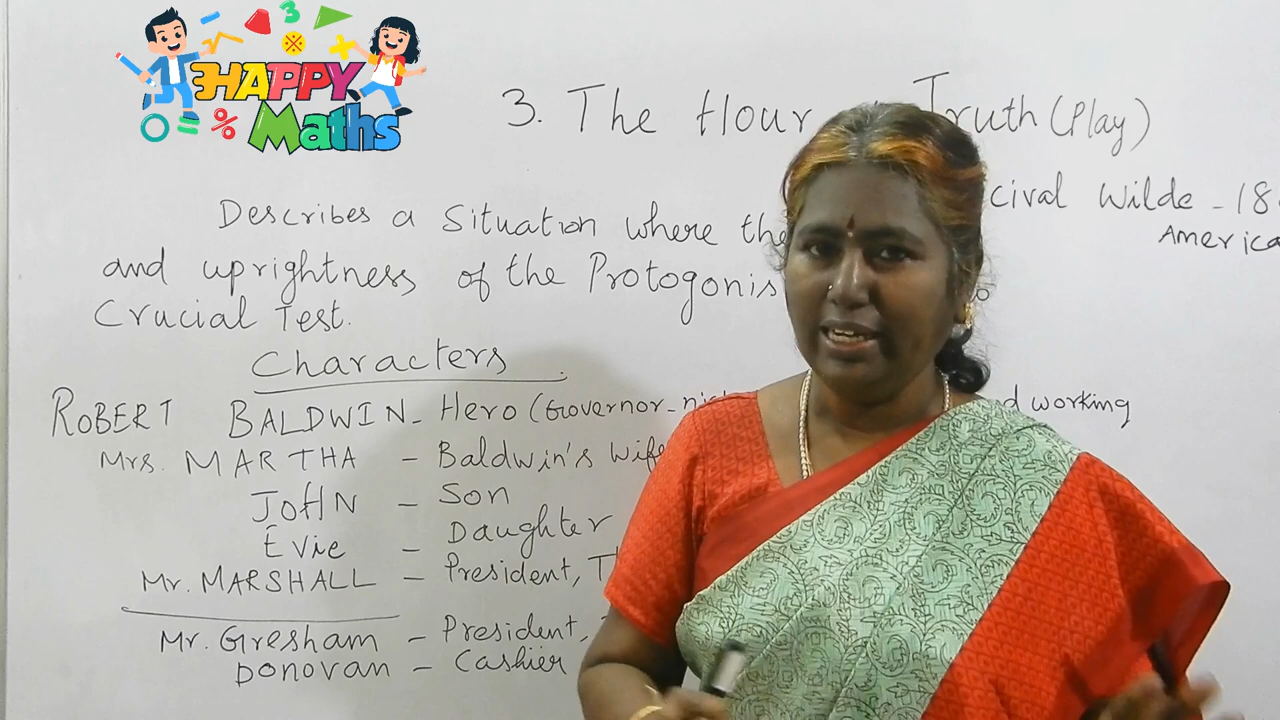 HAPPY
Maths
3. The Hour Truth (Play)
cival Wilde - 18
America
Describes a Situation where the
and uprightness of the Protogonis
Crucial Test.
Characters
ROBERT BALDWIN - Hero (Governor - working
Mrs. MARTHA - Baldwin's Wife
JOHN - Son
Evie - Daughter
Mr. MARSHALL - President, T
Mr. Gresham - President,
DONOVAN - Cashier